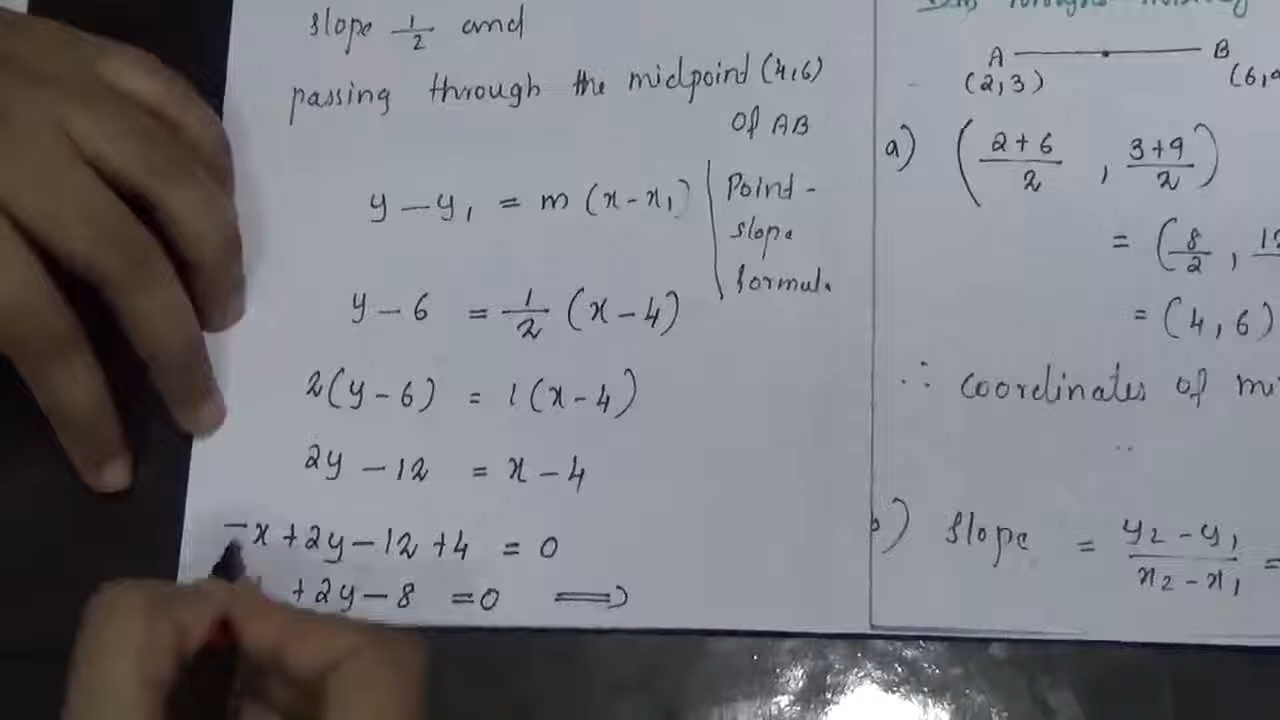 slope 1/2 and
passing through the midpoint (4,6)
of AB
y - y₁ = m (x - x₁)
Point -
slope
formula
y - 6 = 1/2 (x - 4)
2(y - 6) = 1(x - 4)
2y - 12 = x - 4
-x + 2y - 12 + 4 = 0
+ 2y - 8 = 0 ⟹
A B
(2,3) (6,
a) (2+6/2 , 3+9/2)
= (8/2 ,
= (4, 6)
∴ coordinates of
b) slope = y₂ - y₁/x₂ - x₁ =